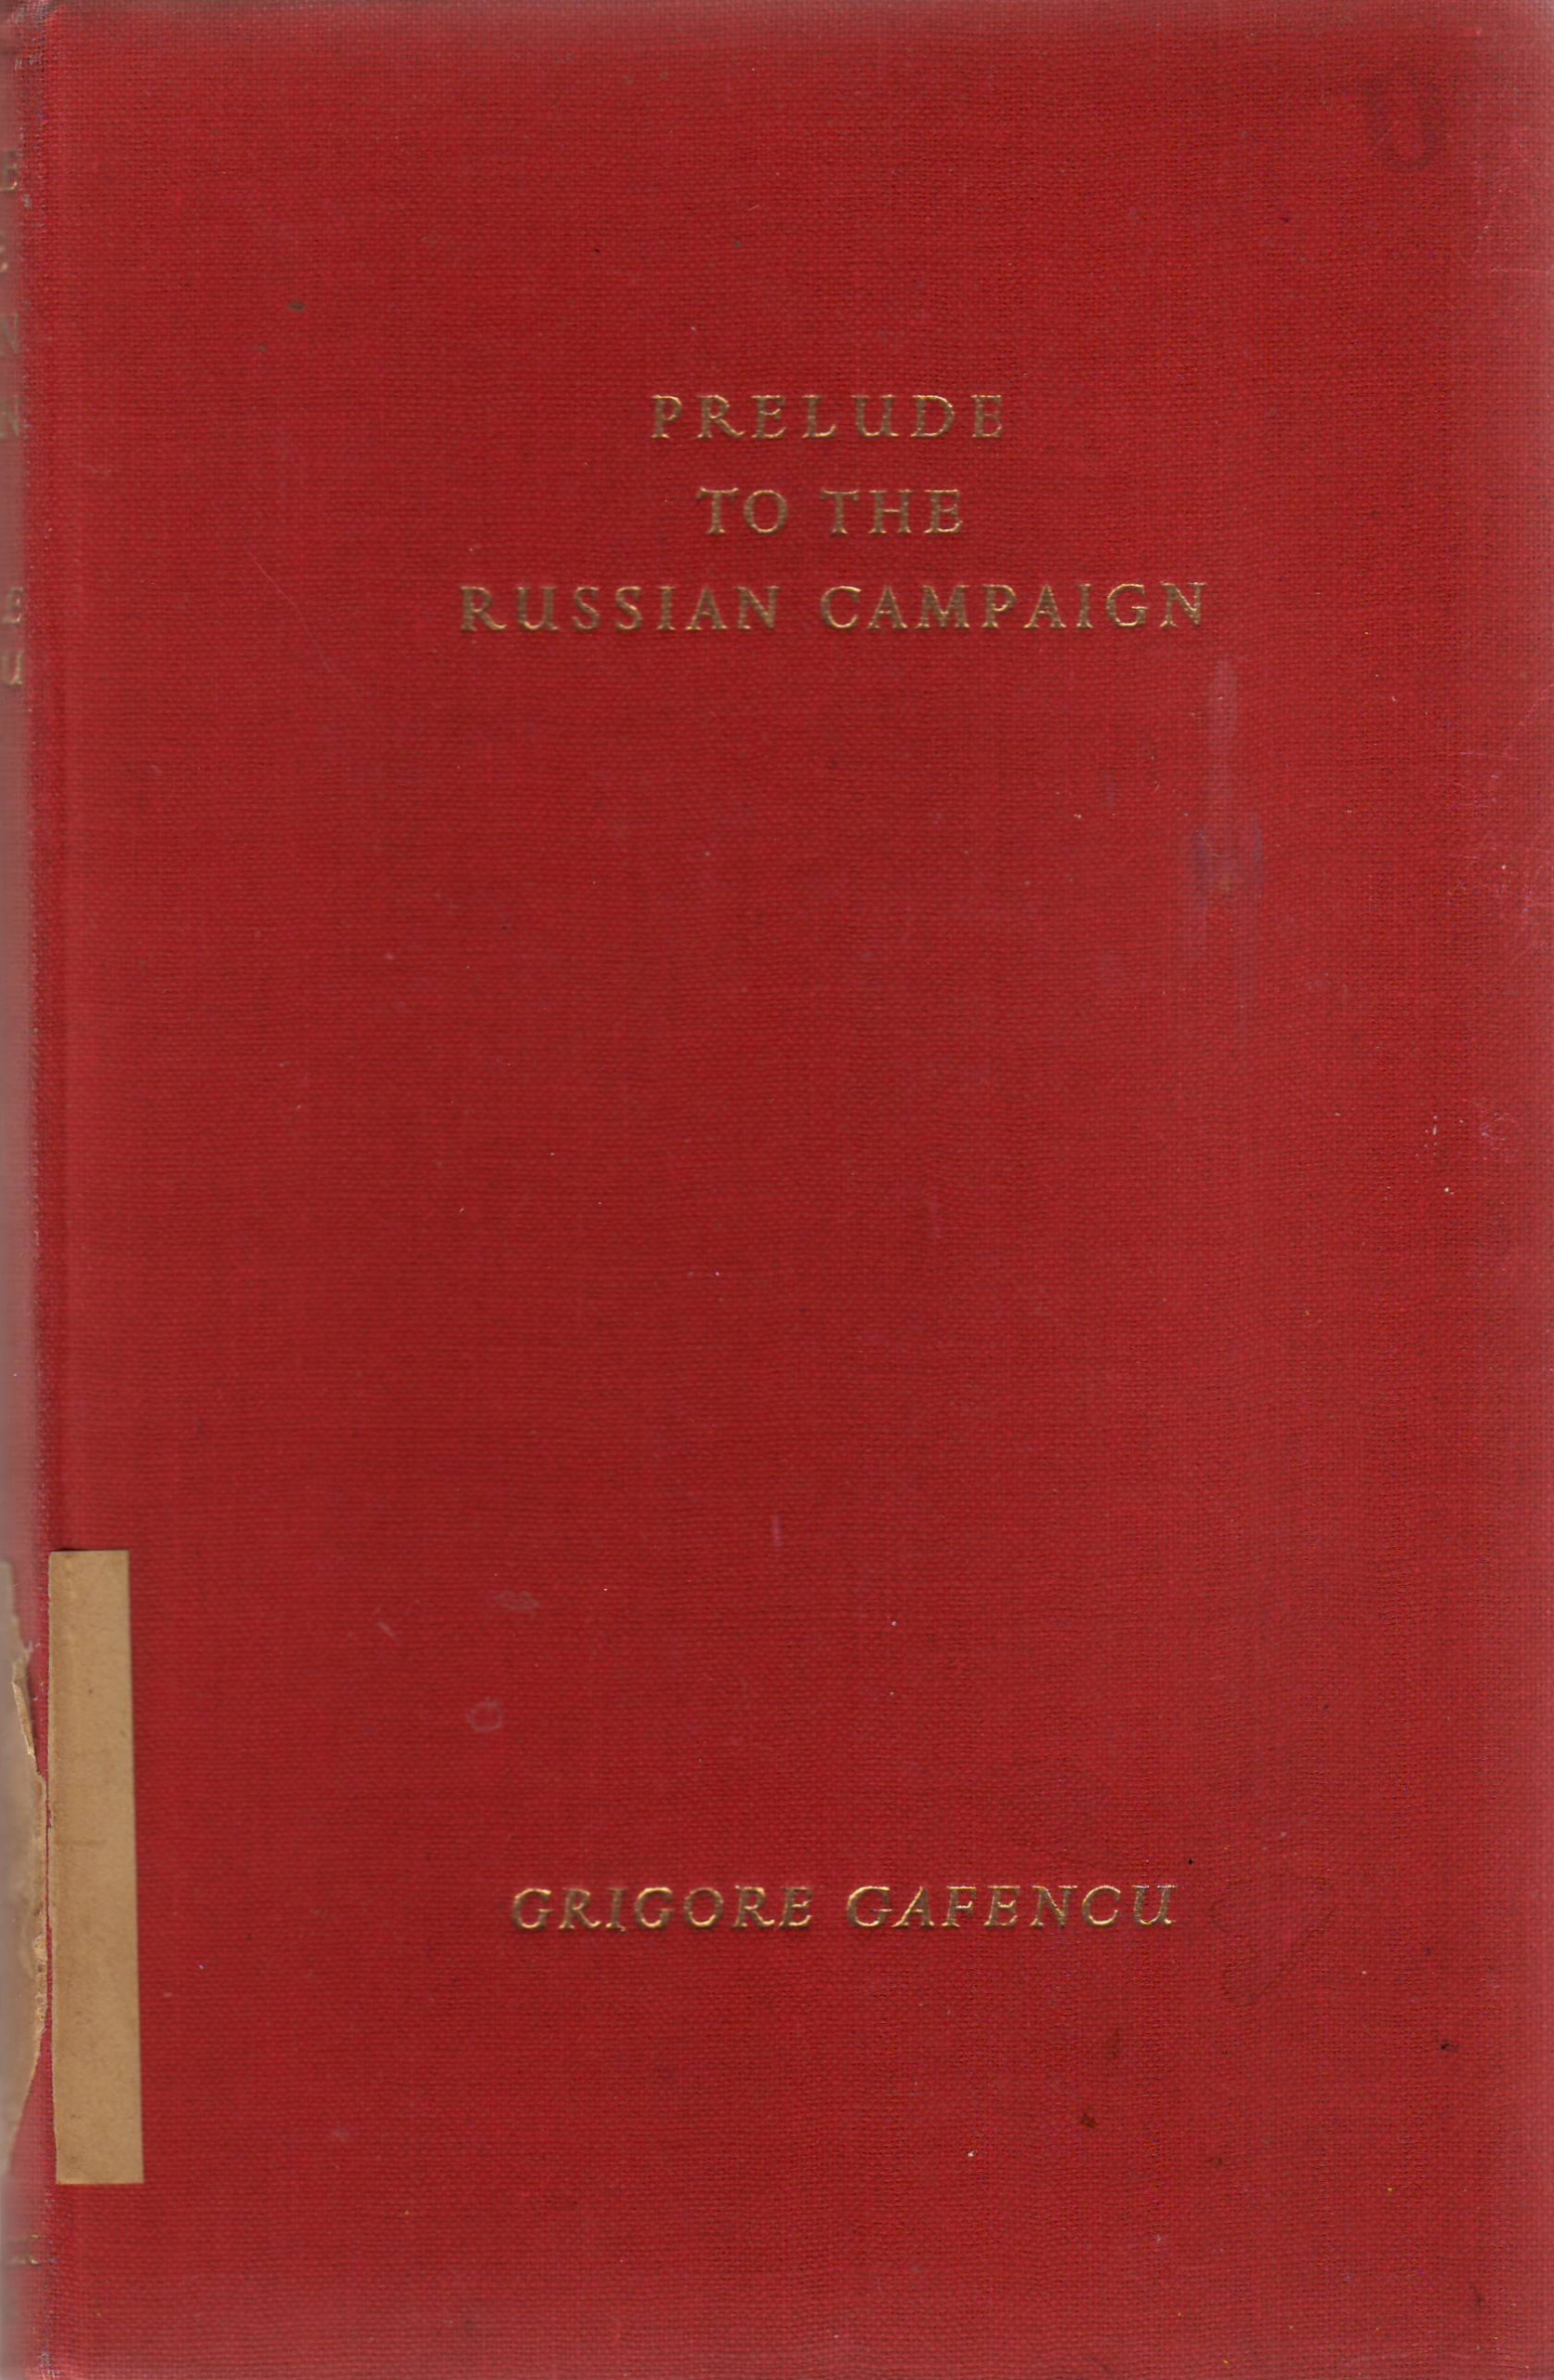 PRELUDE
TO THE
RUSSIAN CAMPAIGN
GRIGORE GAFENCU